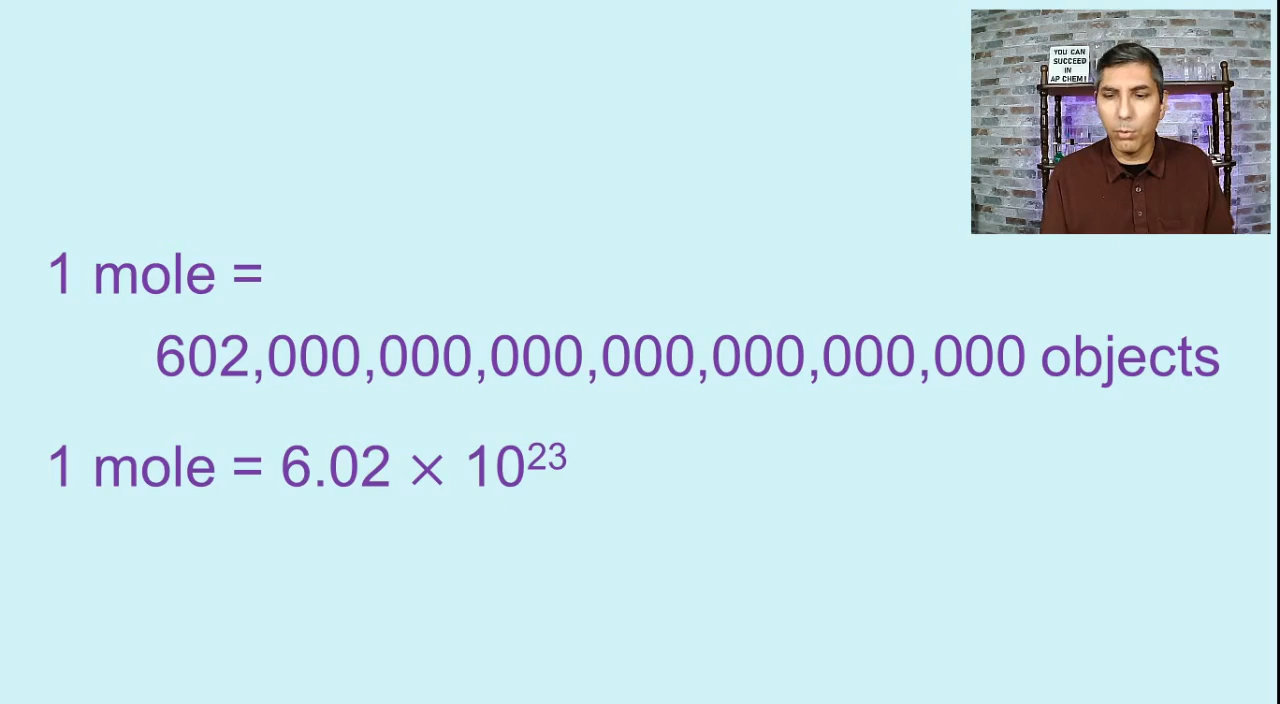 YOU CAN
SUCCEED
IN
AP CHEM!
1 mole =
602,000,000,000,000,000,000,000 objects
1 mole = 6.02 × 10²³